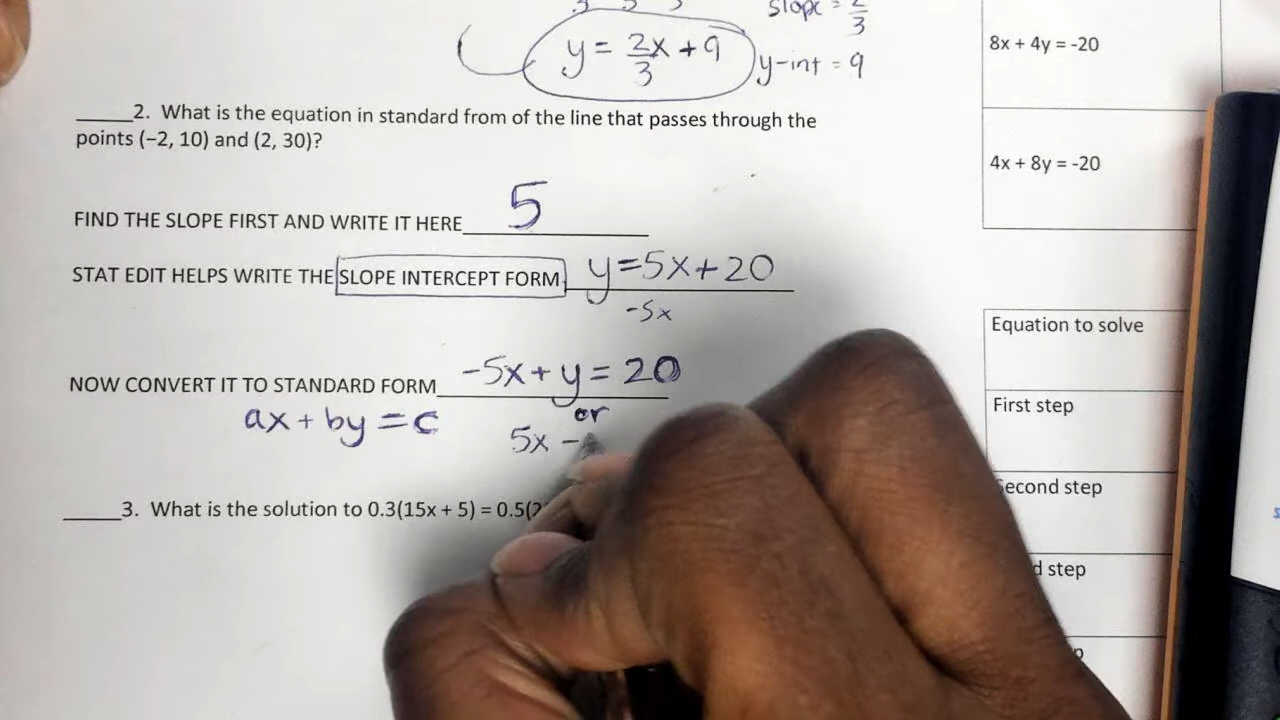 slope = 2/3
y = 2x/3 + 9
y-int = 9
8x + 4y = -20
_____2. What is the equation in standard from of the line that passes through the
points (−2, 10) and (2, 30)?
4x + 8y = -20
FIND THE SLOPE FIRST AND WRITE IT HERE 5
STAT EDIT HELPS WRITE THE SLOPE INTERCEPT FORM y=5x+20
-5x
Equation to solve
NOW CONVERT IT TO STANDARD FORM -5x+y=20
ax+by=c
or
First step
5x -
Second step
_____3. What is the solution to 0.3(15x + 5) = 0.5(
step